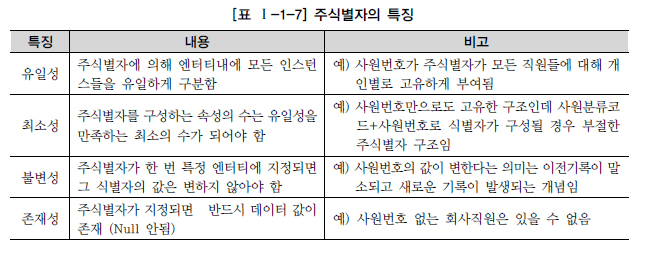 [표 Ⅰ-1-7] 주식별자의 특징
특징 내용 비고
유일성
주식별자에 의해 엔터티내에 모든 인스턴
스들을 유일하게 구분함
예) 사원번호가 주식별자가 모든 직원들에 대해 개
인별로 고유하게 부여됨
최소성
주식별자를 구성하는 속성의 수는 유일성을
만족하는 최소의 수가 되어야 함
예) 사원번호만으로도 고유한 구조인데 사원분류코
드+사원번호로 식별자가 구성될 경우 부절한
주식별자 구조임
불변성
주식별자가 한 번 특정 엔터티에 지정되면
그 식별자의 값은 변하지 않아야 함
예) 사원번호의 값이 변한다는 의미는 이전기록이 말
소되고 새로운 기록이 발생되는 개념임
존재성
주식별자가 지정되면 반드시 데이터 값이
존재 (Null 안됨)
예) 사원번호 없는 회사직원은 있을 수 없음